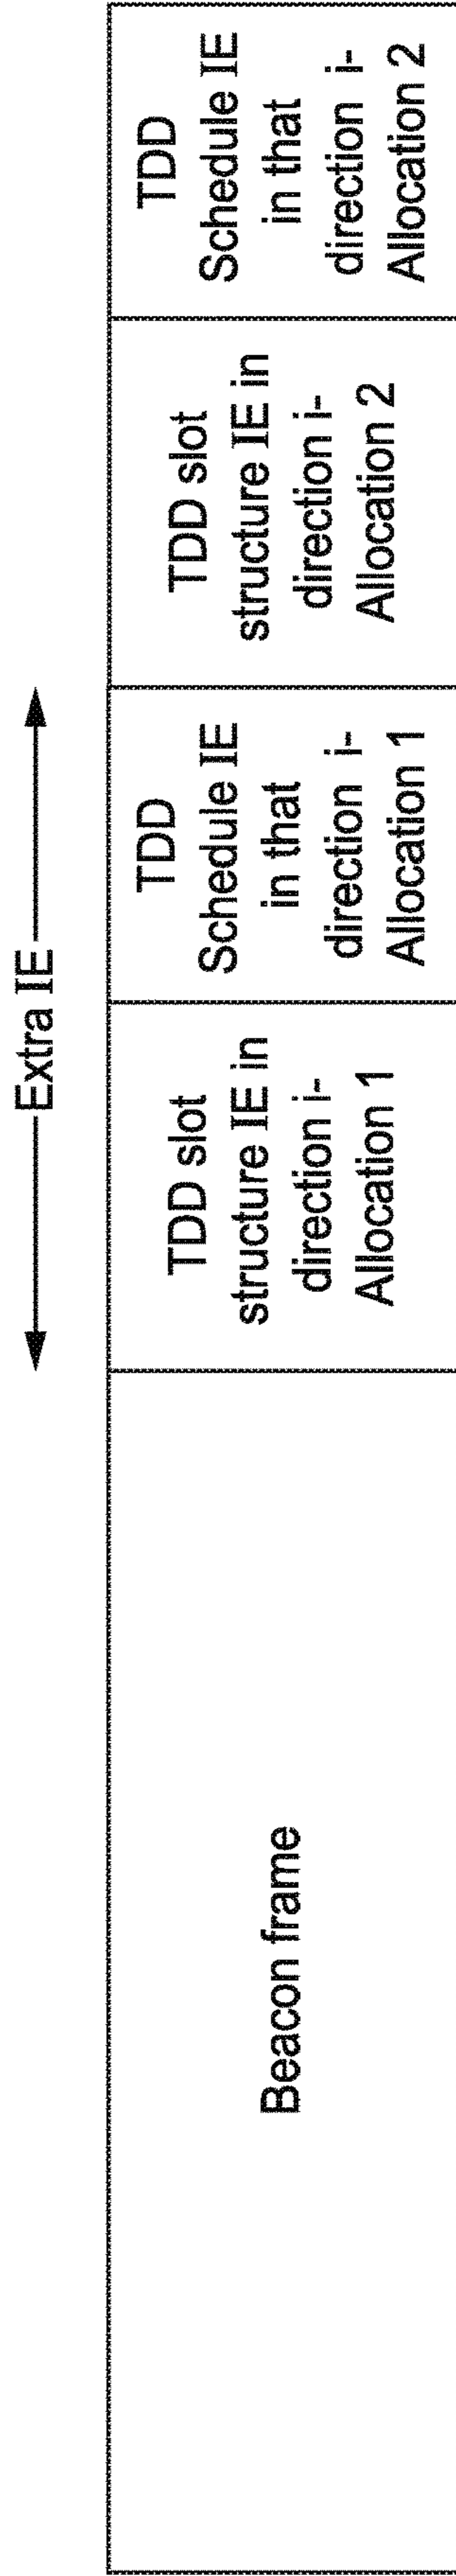 Extra IE
Beacon frame
TDD slot
structure IE in
direction i-
Allocation 1
TDD
Schedule IE
in that
direction i-
Allocation 1
TDD slot
structure IE in
direction i-
Allocation 2
TDD
Schedule IE
in that
direction i-
Allocation 2